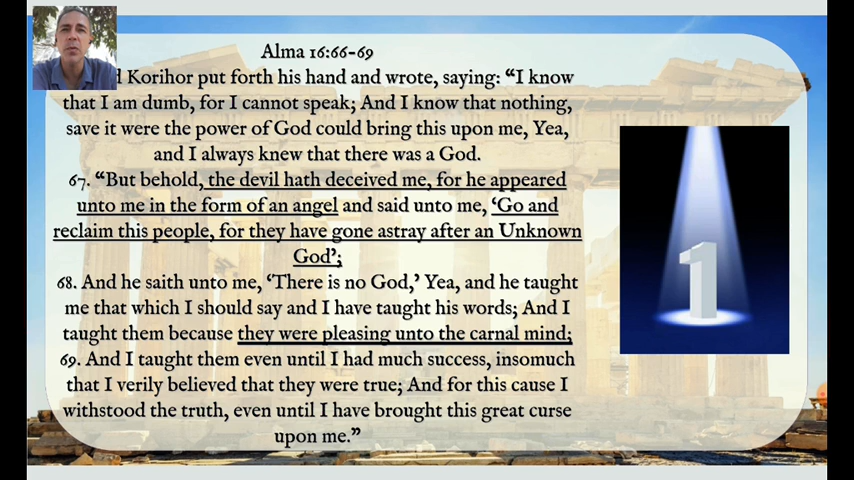 Alma 16:66-69
Korihor put forth his hand and wrote, saying: “I know
that I am dumb, for I cannot speak; And I know that nothing,
save it were the power of God could bring this upon me, Yea,
and I always knew that there was a God.
67. “But behold, the devil hath deceived me, for he appeared
unto me in the form of an angel and said unto me, ‘Go and
reclaim this people, for they have gone astray after an Unknown
God’;
68. And he saith unto me, ‘There is no God,’ Yea, and he taught
me that which I should say and I have taught his words; And I
taught them because they were pleasing unto the carnal mind;
69. And I taught them even until I had much success, insomuch
that I verily believed that they were true; And for this cause I
withstood the truth, even until I have brought this great curse
upon me.”
1